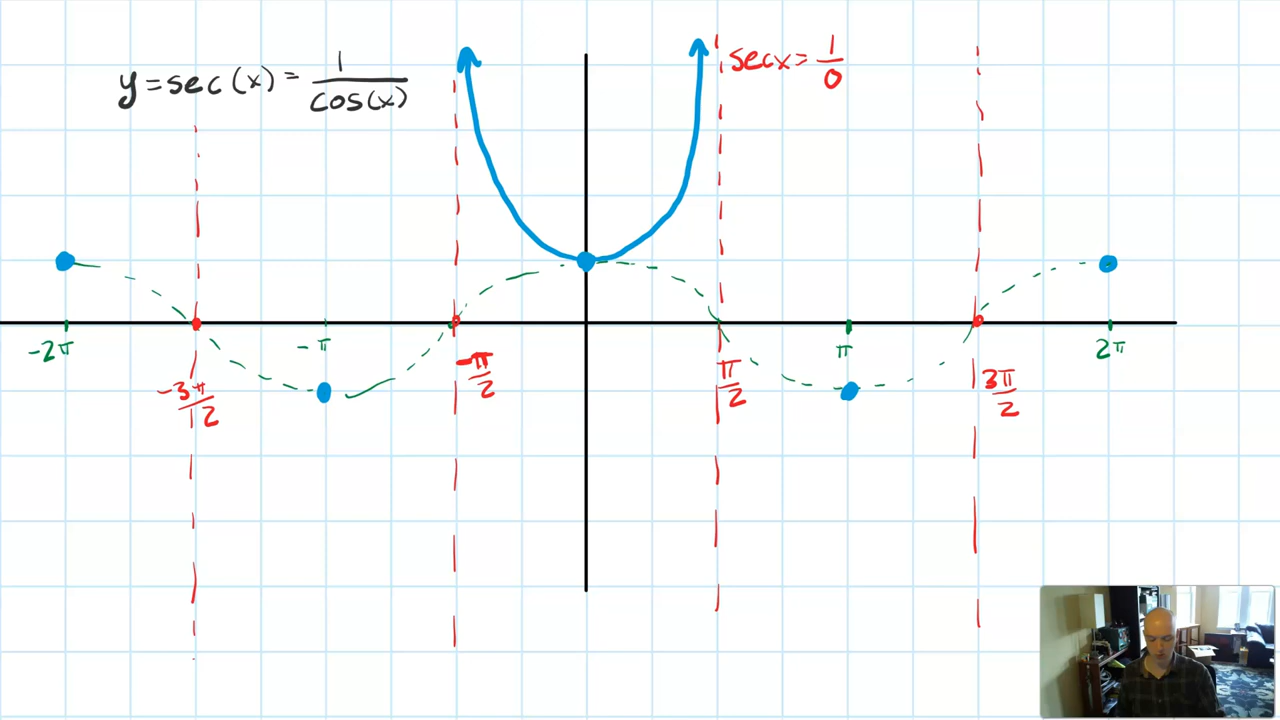 y = sec(x) = 1/cos(x)
sec x = 1/0
-2π
-3π/2
-π
-π/2
π/2
π
3π/2
2π